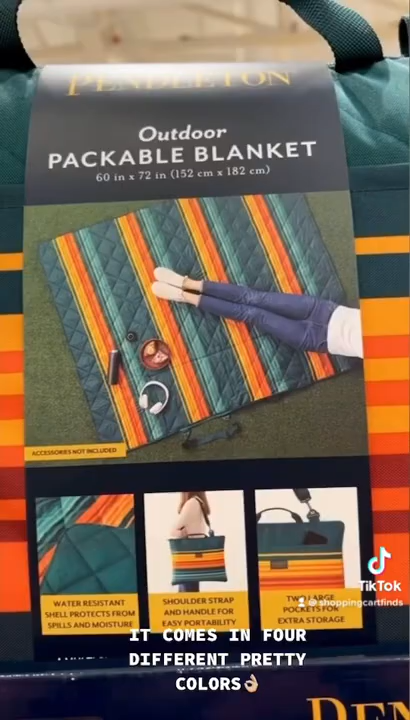 PENDLETON
Outdoor
PACKABLE BLANKET
60 in x 72 in (152 cm x 182 cm)
ACCESSORIES NOT INCLUDED
WATER RESISTANT
SHELL PROTECTS FROM
SPILLS AND MOISTURE
SHOULDER STRAP
AND HANDLE FOR
EASY PORTABILITY
TWO LARGE
POCKETS FOR
EXTRA STORAGE
TikTok
@shoppingcartfinds
IT COMES IN FOUR
DIFFERENT PRETTY
COLORS👌🏼